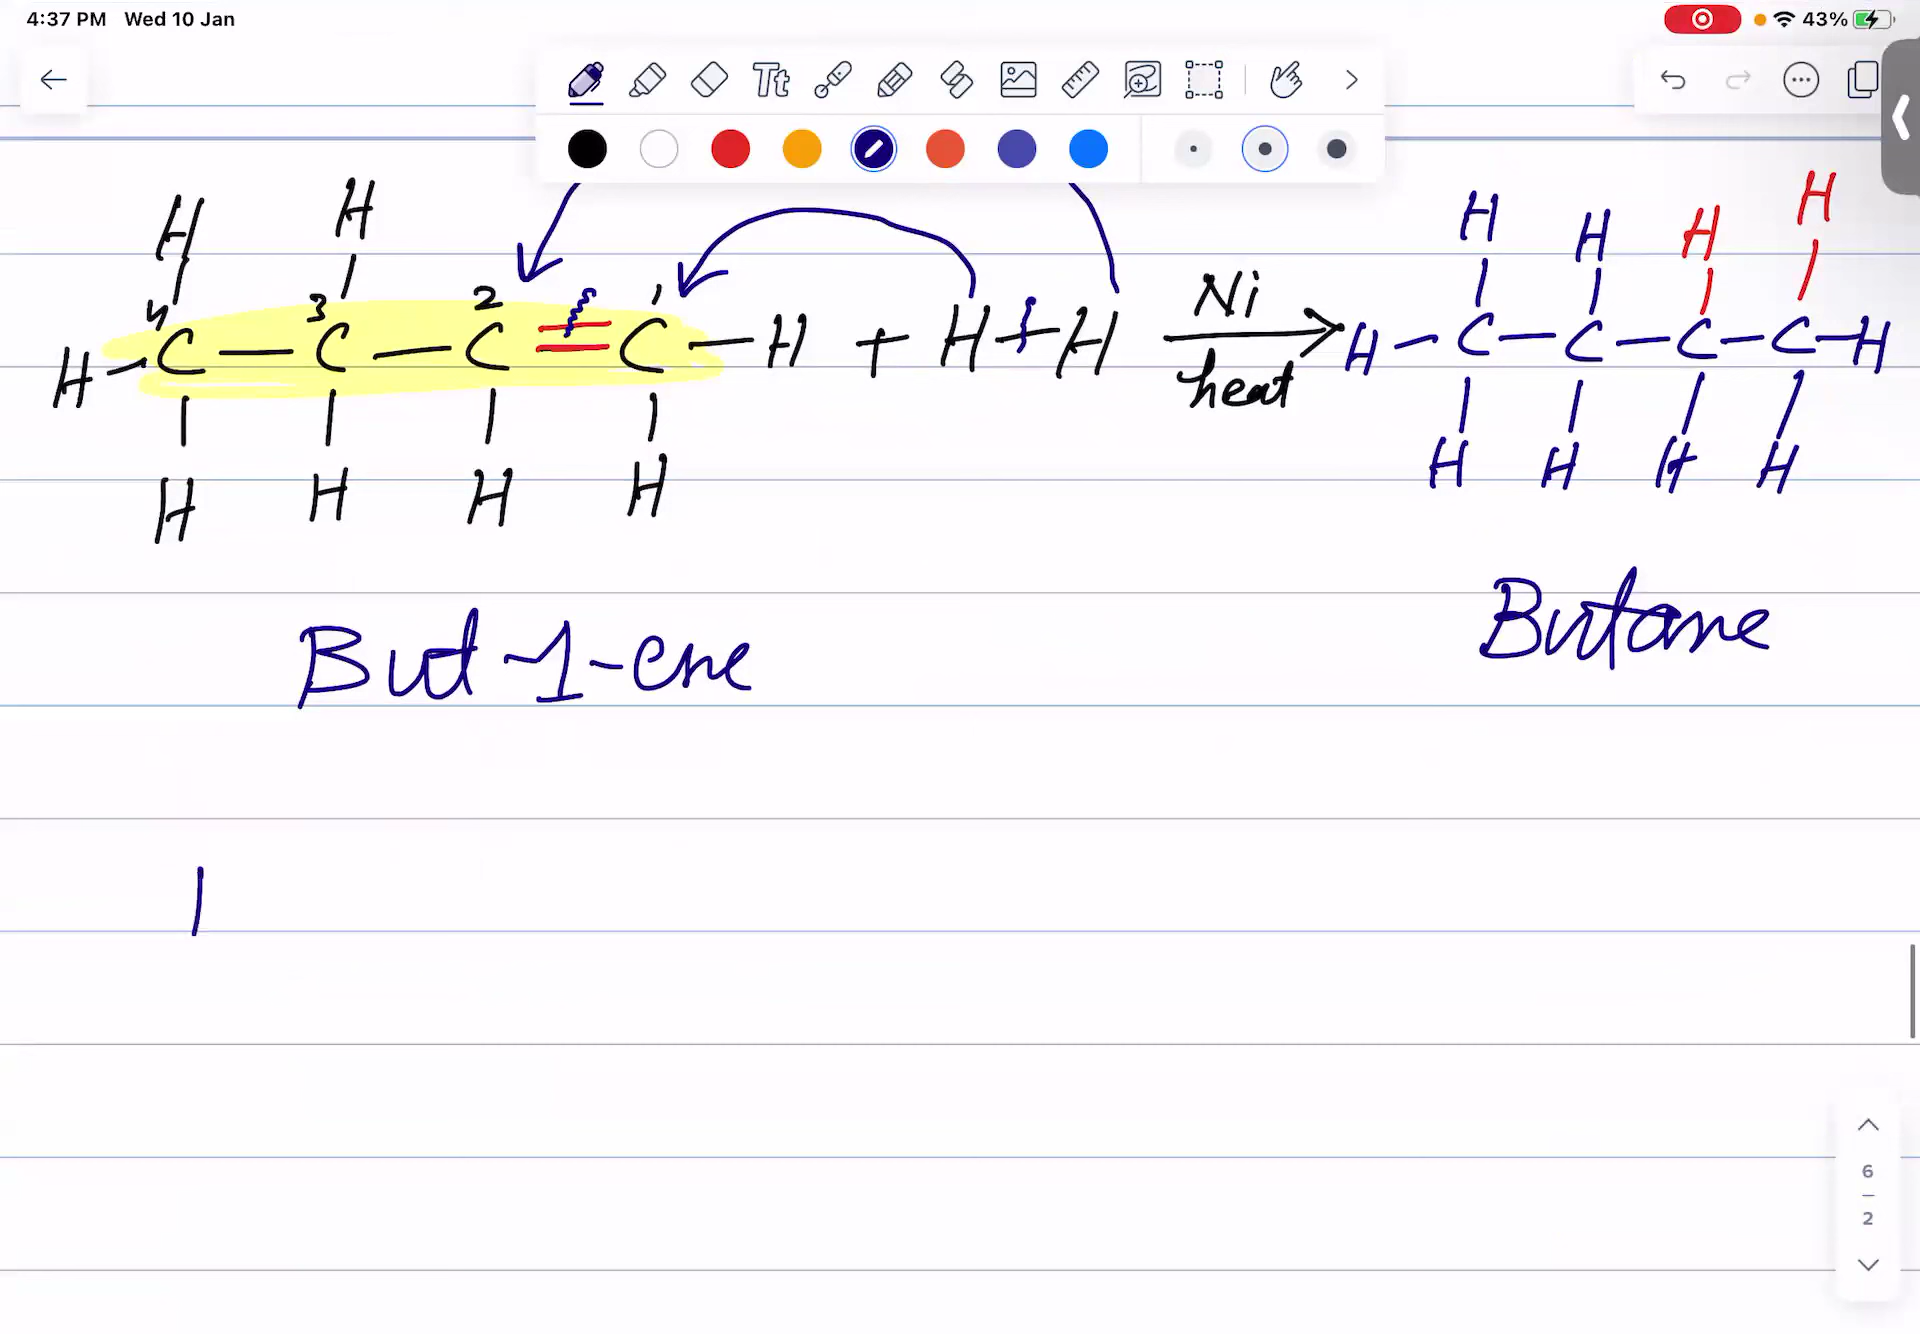 4:37 PM Wed 10 Jan 43%
Tt
H H H H H H
4 3 2 1 Ni
H - C - C - C = C - H + H - H → H - C - C - C - C - H
heat
H H H H H H H H
But-1-ene Butane
6
2